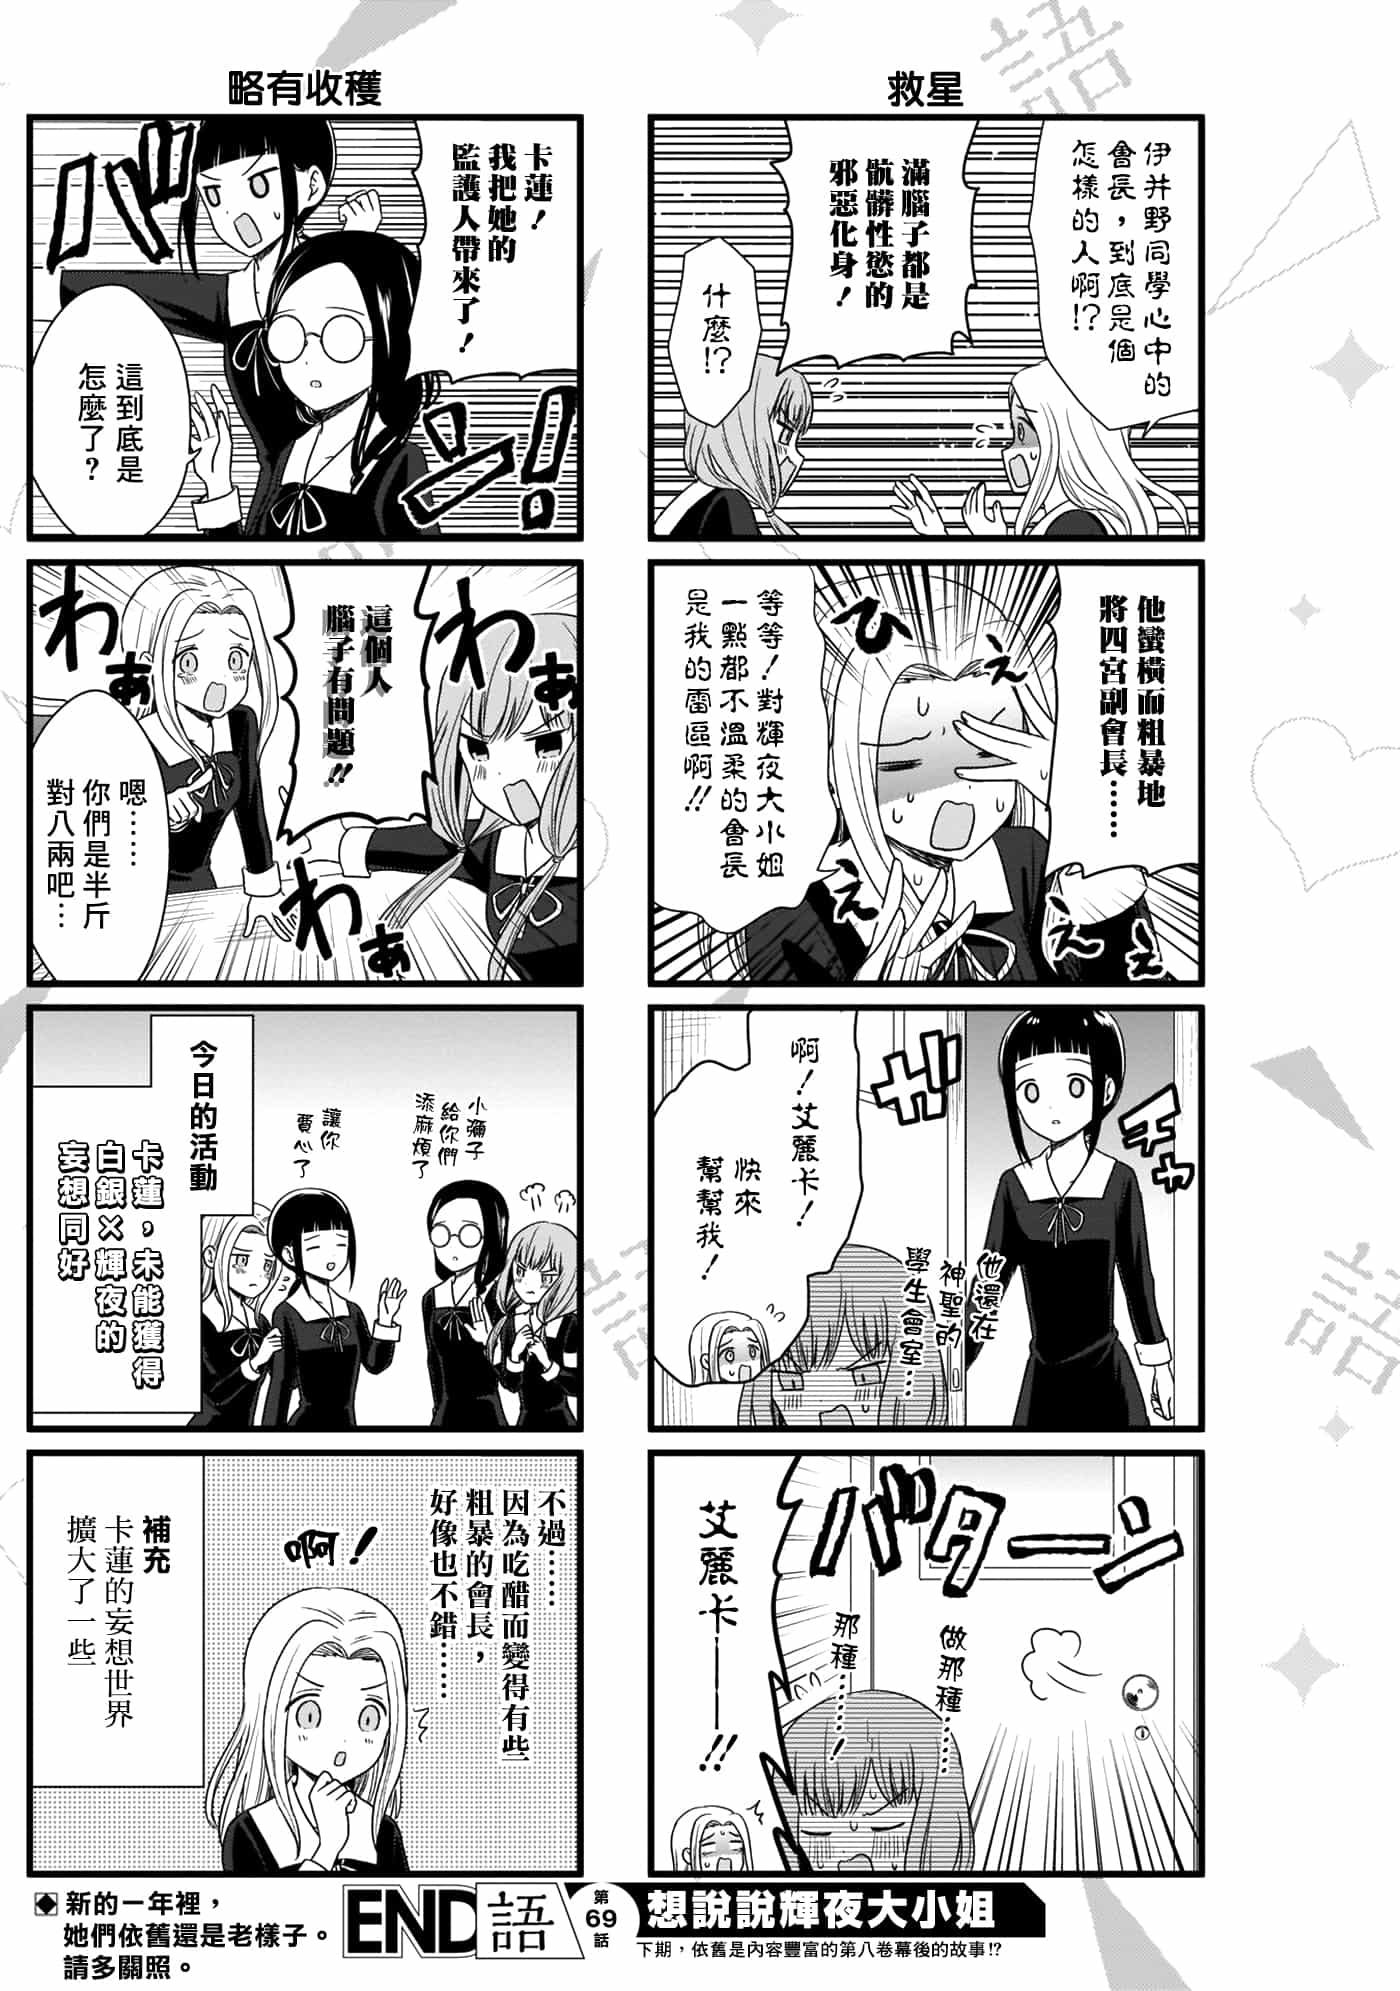 救星
伊井野同學心中的
會長，到底是個
怎樣的人啊!?
滿腦子都是
骯髒性慾的
邪惡化身！
什麼!?
他蠻橫而粗暴地
將四宮副會長……
等等！對輝夜大小姐
一點都不溫柔的會長
是我的雷區啊!!
ひぇ
ぇぇぇ
ガチャ
啊！艾麗卡！
快來
幫幫我！
他還在
神聖的
學生會室…
バターン
艾麗卡——!!
做那種……
那種……
略有收穫
卡蓮！
我把她的
監護人帶來了！
バーン！
這到底是
怎麼了？
わぁ
這個人
腦子有問題!!
わぁ
わぁ
嗯……
你們是半斤
對八兩吧…
小彌子
給你們
添麻煩了
讓你
費心了
今日的活動
卡蓮，未能獲得
白銀×輝夜的
妄想同好
不過……
因為吃醋而變得有些
粗暴的會長，
好像也不錯……
啊！
補充
卡蓮的妄想世界
擴大了一些
新的一年裡，
她們依舊還是老樣子。
請多關照。
END
語
第69話
想說說輝夜大小姐
下期，依舊是內容豐富的第八卷幕後的故事!?
語
語
語